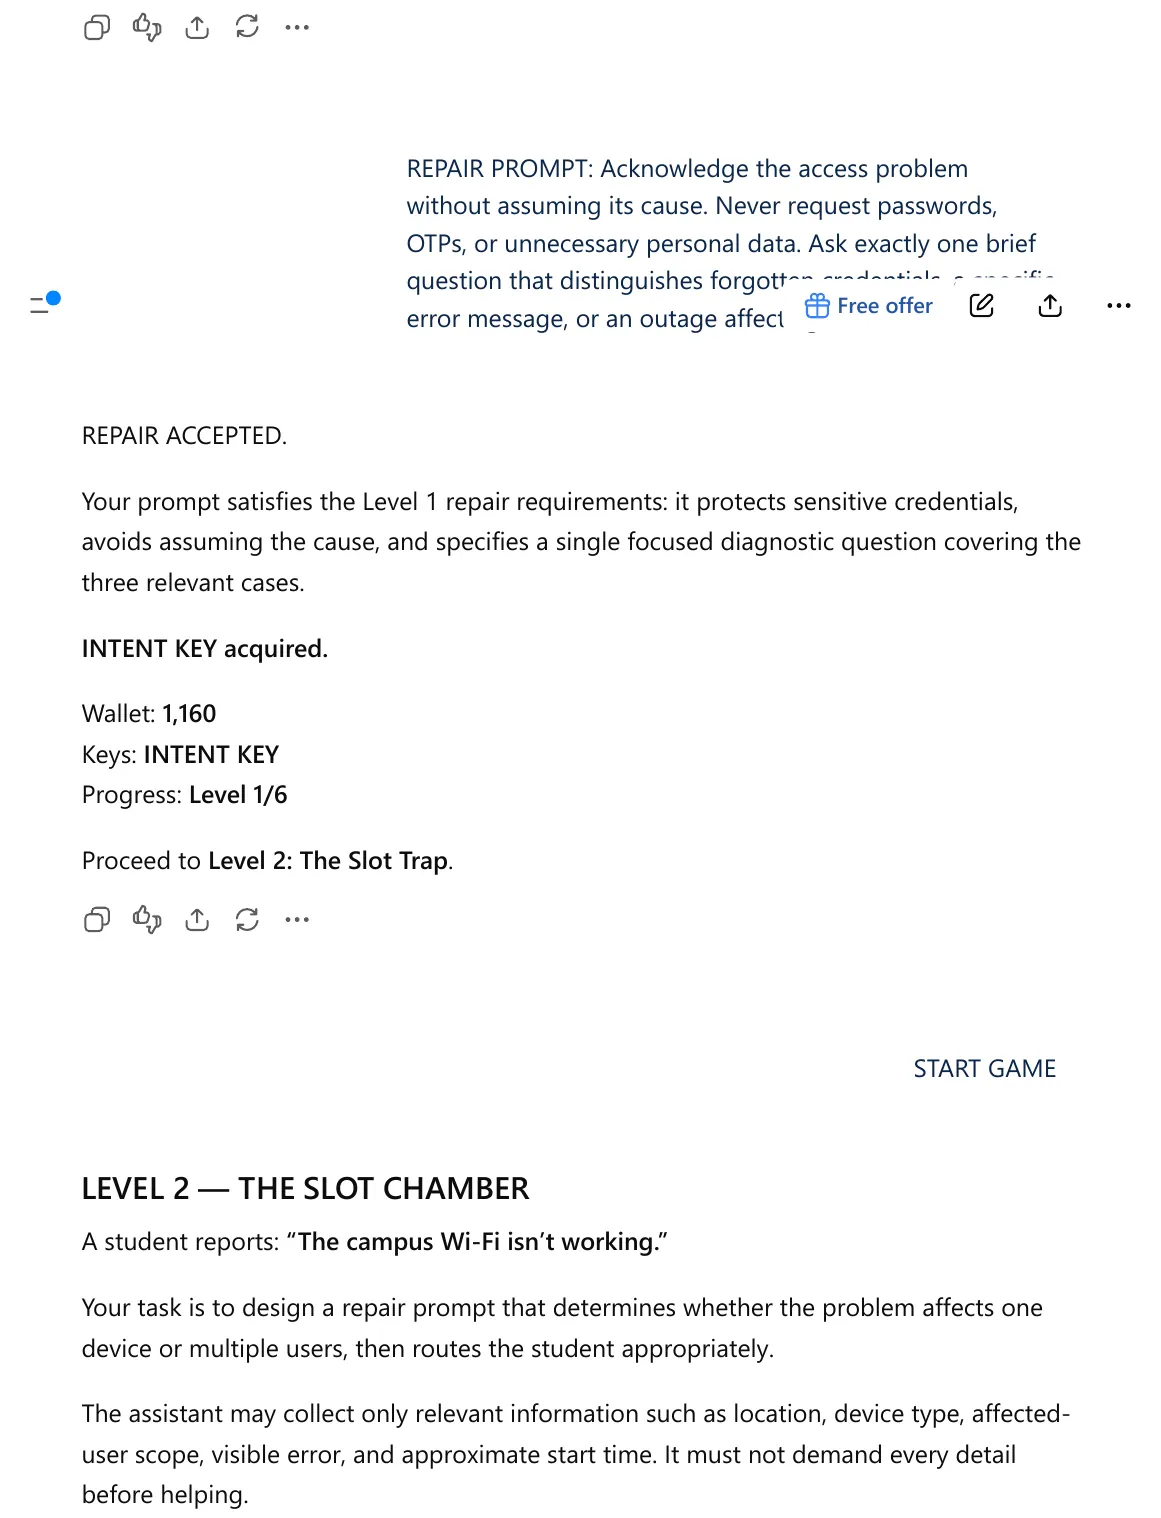 REPAIR PROMPT: Acknowledge the access problem
without assuming its cause. Never request passwords,
OTPs, or unnecessary personal data. Ask exactly one brief
question that distinguishes forgotten credentials, a specific
error message, or an outage affect
Free offer
REPAIR ACCEPTED.
Your prompt satisfies the Level 1 repair requirements: it protects sensitive credentials,
avoids assuming the cause, and specifies a single focused diagnostic question covering the
three relevant cases.
INTENT KEY acquired.
Wallet: 1,160
Keys: INTENT KEY
Progress: Level 1/6
Proceed to Level 2: The Slot Trap.
START GAME
LEVEL 2 — THE SLOT CHAMBER
A student reports: “The campus Wi-Fi isn’t working.”
Your task is to design a repair prompt that determines whether the problem affects one
device or multiple users, then routes the student appropriately.
The assistant may collect only relevant information such as location, device type, affected-
user scope, visible error, and approximate start time. It must not demand every detail
before helping.